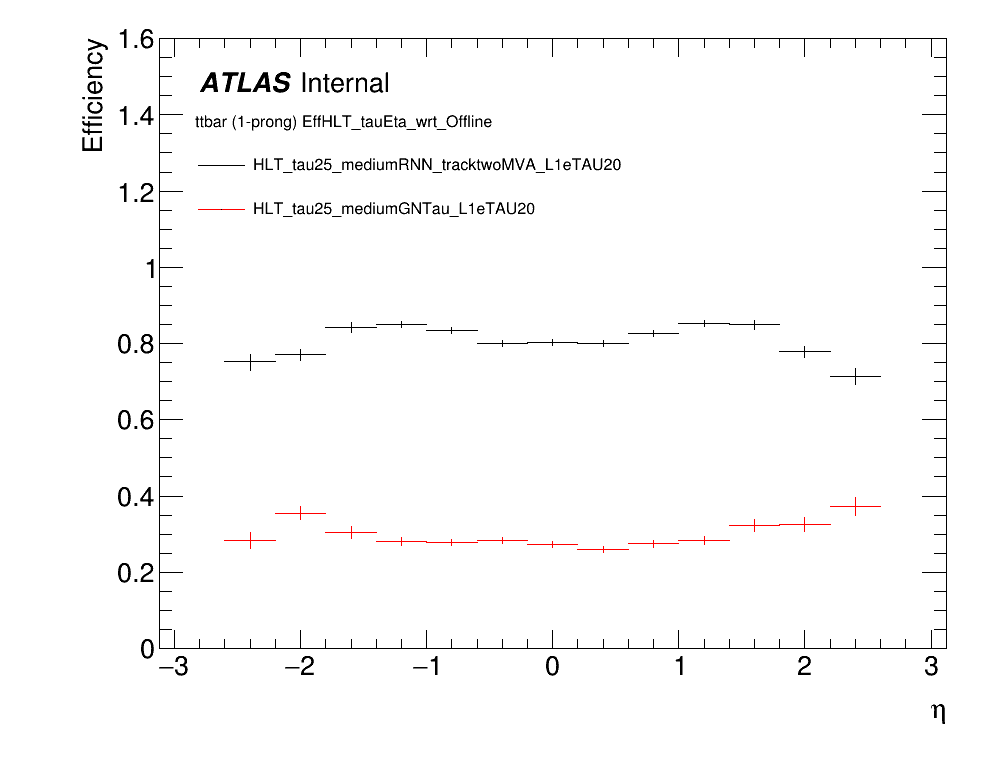 Efficiency
1.6
1.4
1.2
1
0.8
0.6
0.4
0.2
0
ATLAS Internal
ttbar (1-prong) EffHLT_tauEta_wrt_Offline
HLT_tau25_mediumRNN_tracktwoMVA_L1eTAU20
HLT_tau25_mediumGNTau_L1eTAU20
−3 −2 −1 0 1 2 3
η